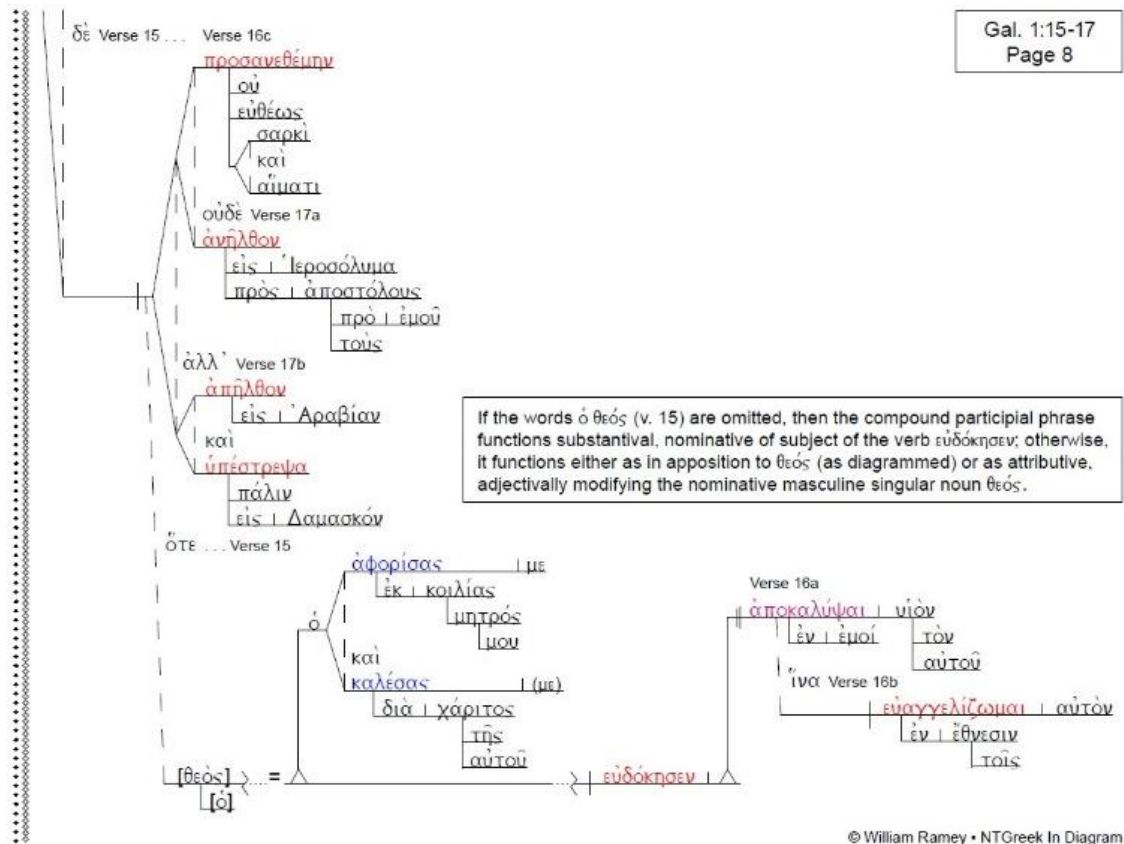 δὲ Verse 15 ... Verse 16c
Gal. 1:15-17
Page 8
προσανεθέμην
οὐ
εὐθέως
σαρκὶ
καὶ
αἵματι
οὐδὲ Verse 17a
ἀνῆλθον
εἰς Ἱεροσόλυμα
πρὸς ἀποστόλους
πρὸ ἐμοῦ
τοὺς
ἀλλ' Verse 17b
ἀπῆλθον
εἰς Ἀραβίαν
καὶ
ὑπέστρεψα
πάλιν
εἰς Δαμασκόν
If the words ὁ θεός (v. 15) are omitted, then the compound participial phrase
functions substantival, nominative of subject of the verb εὐδόκησεν; otherwise,
it functions either as in apposition to θεός (as diagrammed) or as attributive,
adjectivally modifying the nominative masculine singular noun θεός.
ὅτε ... Verse 15
ἀφορίσας με
ἐκ κοιλίας
μητρός
μου
ὁ
καὶ
καλέσας (με)
διὰ χάριτος
τῆς
αὐτοῦ
Verse 16a
ἀποκαλύψαι υἱὸν
ἐν ἐμοί τὸν
αὐτοῦ
ἵνα Verse 16b
εὐαγγελίζωμαι αὐτὸν
ἐν ἔθνεσιν
τοῖς
[θεὸς] = εὐδόκησεν
[ὁ]
© William Ramey • NTGreek In Diagram